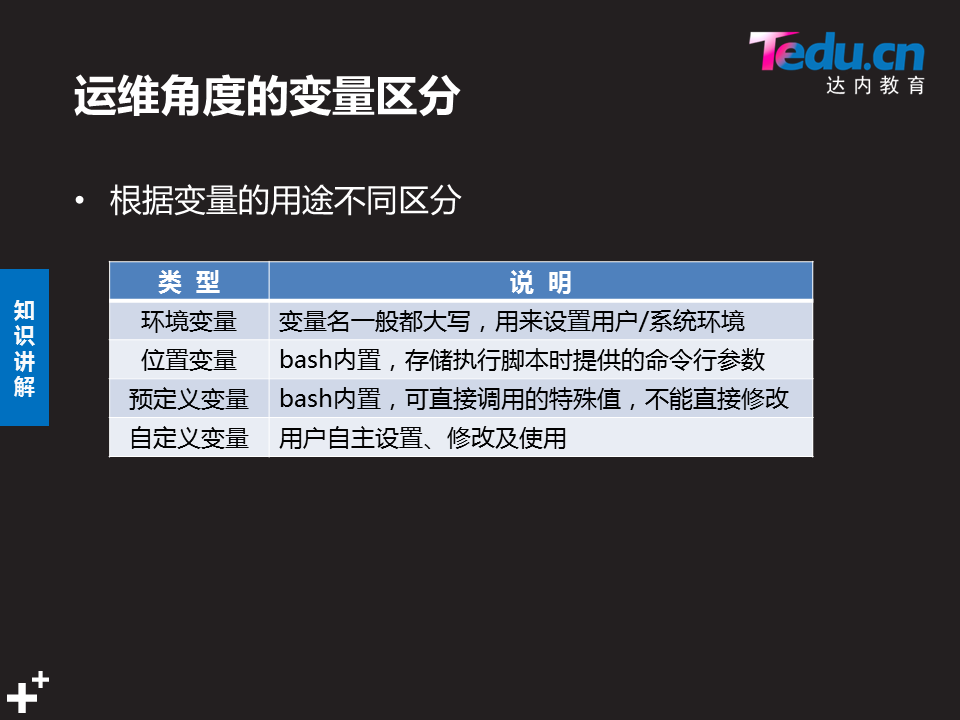 Tedu.cn
达内教育
运维角度的变量区分
• 根据变量的用途不同区分
类 型 说 明
环境变量 变量名一般都大写，用来设置用户/系统环境
位置变量 bash内置，存储执行脚本时提供的命令行参数
预定义变量 bash内置，可直接调用的特殊值，不能直接修改
自定义变量 用户自主设置、修改及使用
知
识
讲
解